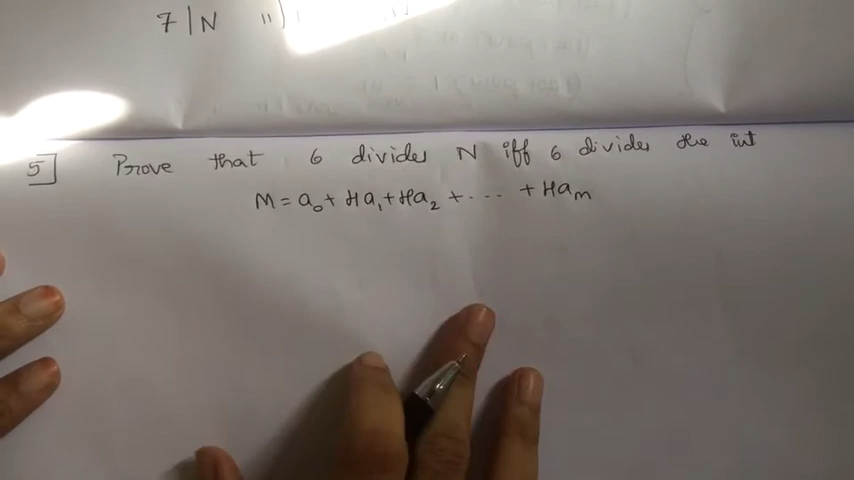 7|N
5] Prove that 6 divides N iff 6 divides the int
M = a₀ + 4a₁ + 4a₂ + ... + 4aₘ